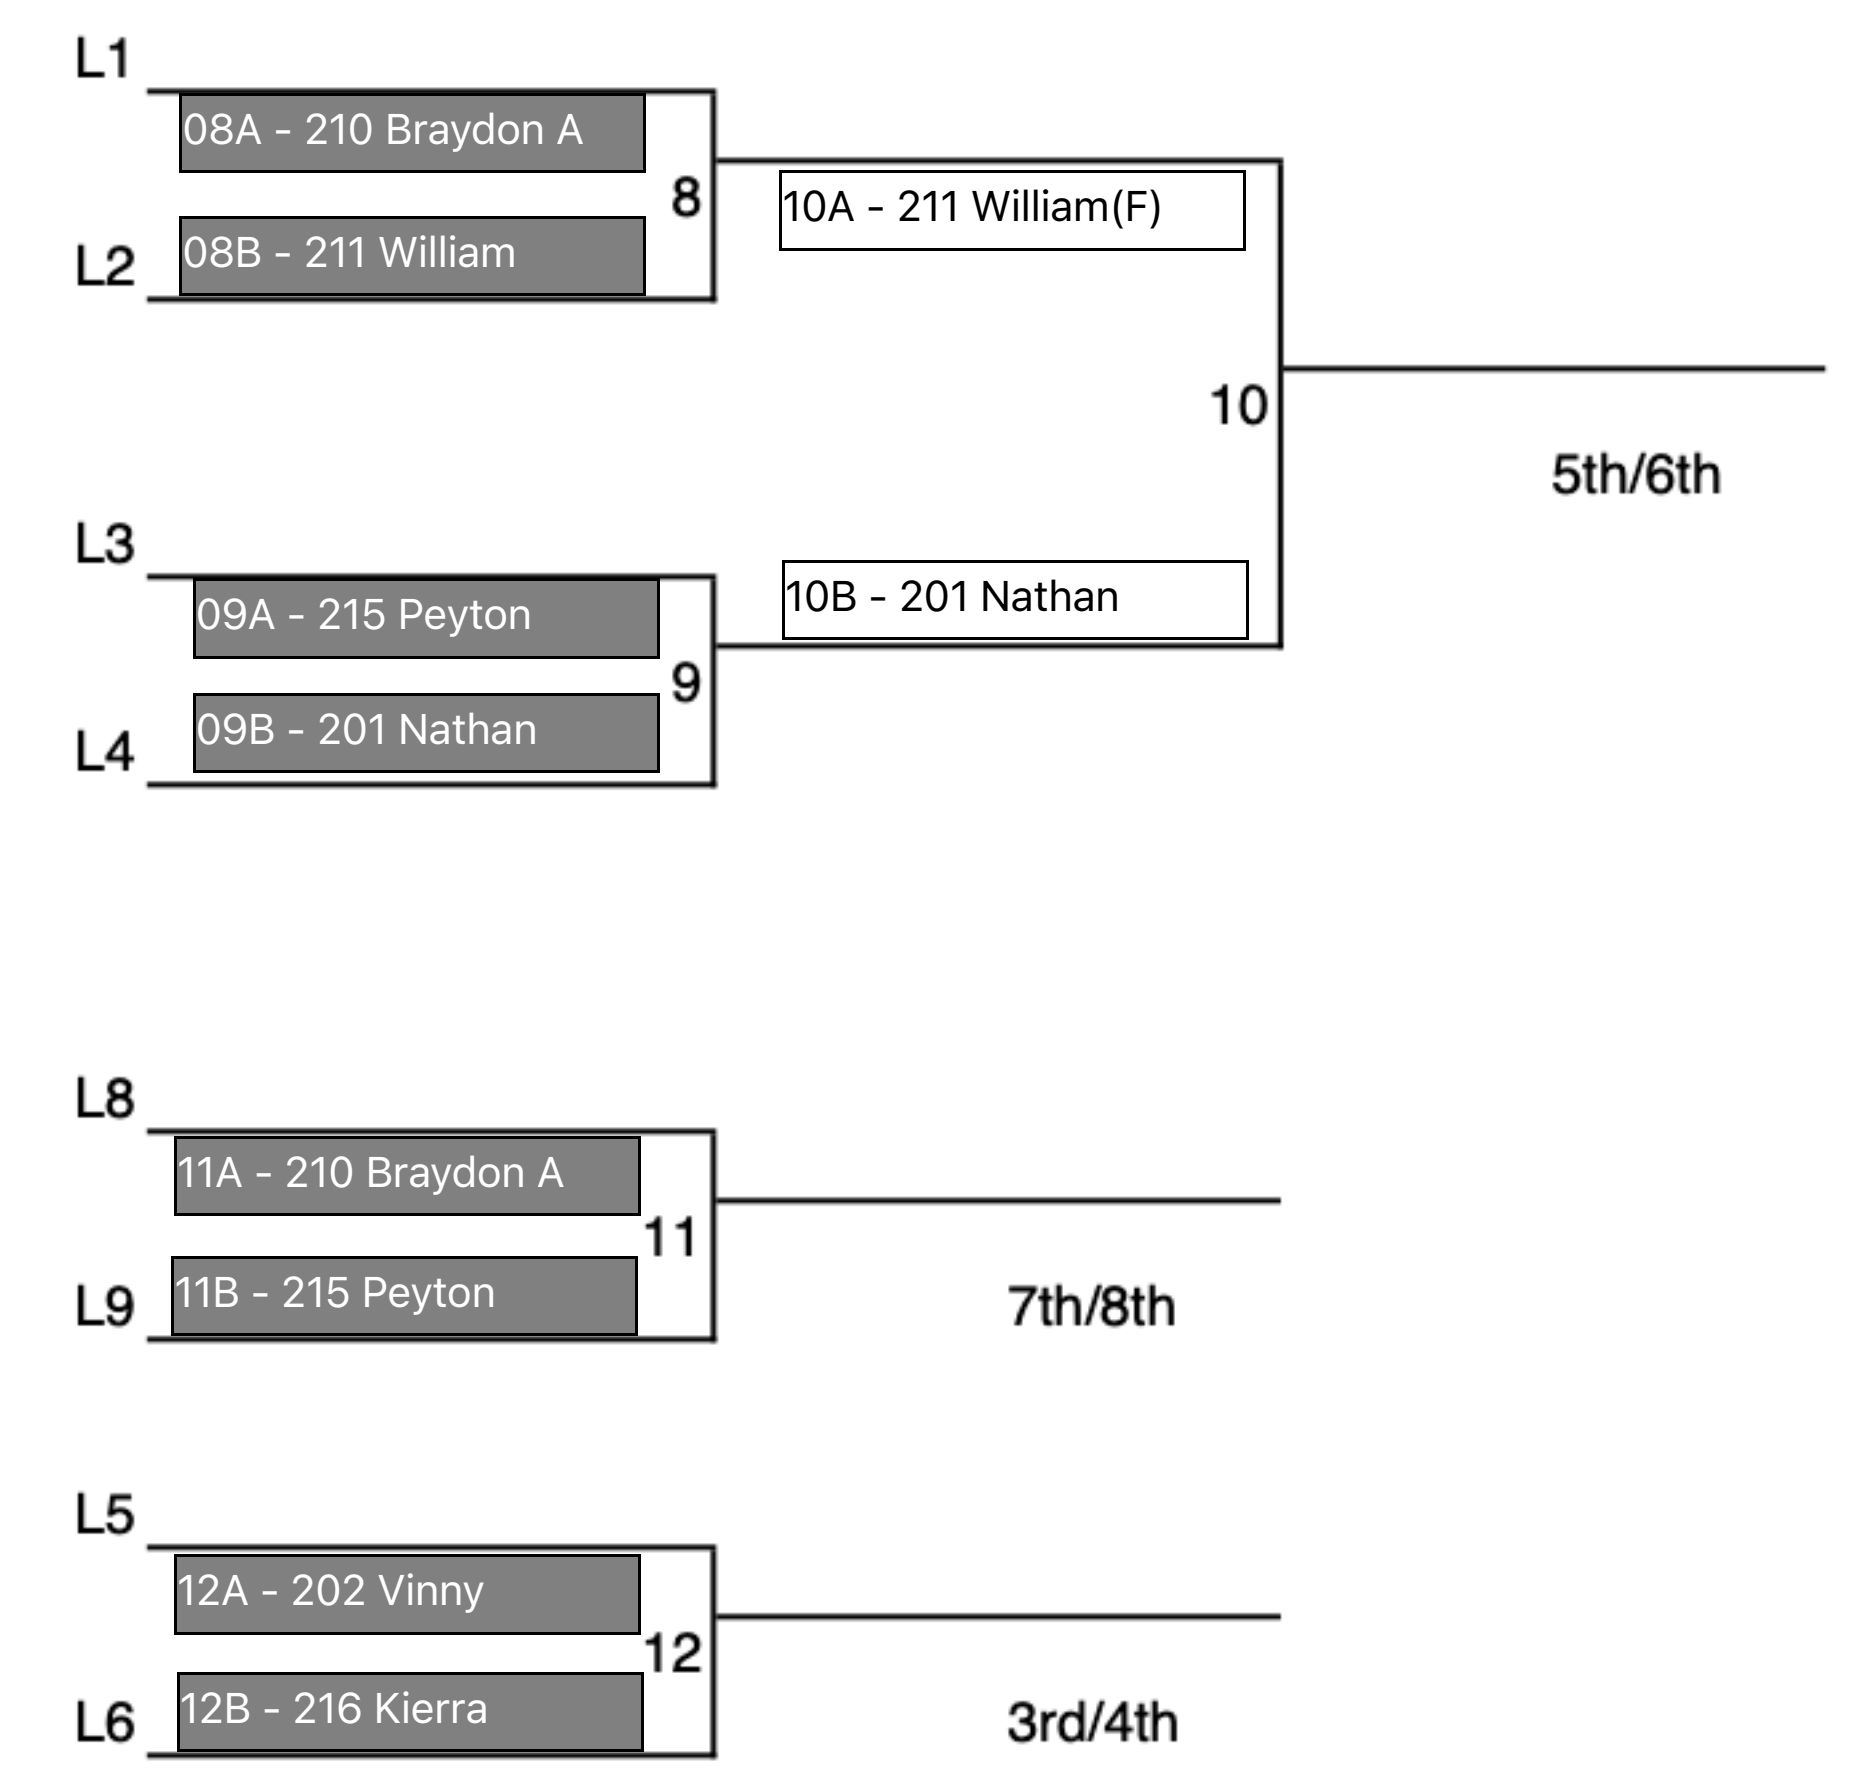 L1
08A - 210 Braydon A
8
10A - 211 William(F)
08B - 211 William
L2
10
5th/6th
L3
10B - 201 Nathan
09A - 215 Peyton
9
09B - 201 Nathan
L4
L8
11A - 210 Braydon A
11
11B - 215 Peyton
L9
7th/8th
L5
12A - 202 Vinny
12
12B - 216 Kierra
L6
3rd/4th